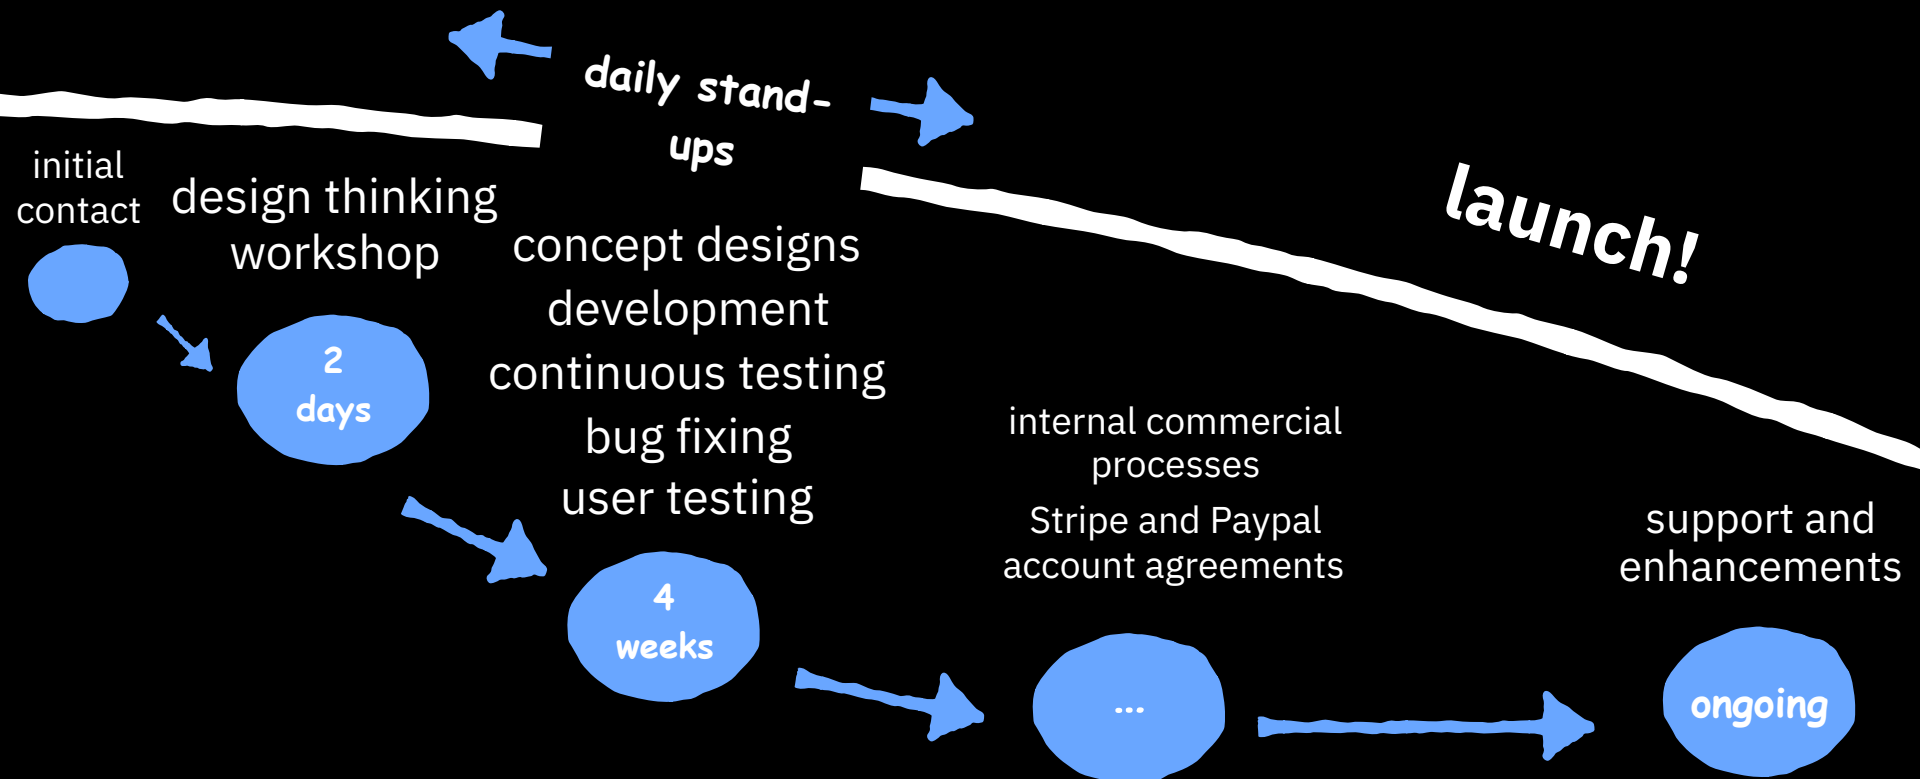 daily stand-
ups
launch!
initial
contact
design thinking
workshop
2
days
concept designs
development
continuous testing
bug fixing
user testing
4
weeks
internal commercial
processes
Stripe and Paypal
account agreements
...
support and
enhancements
ongoing